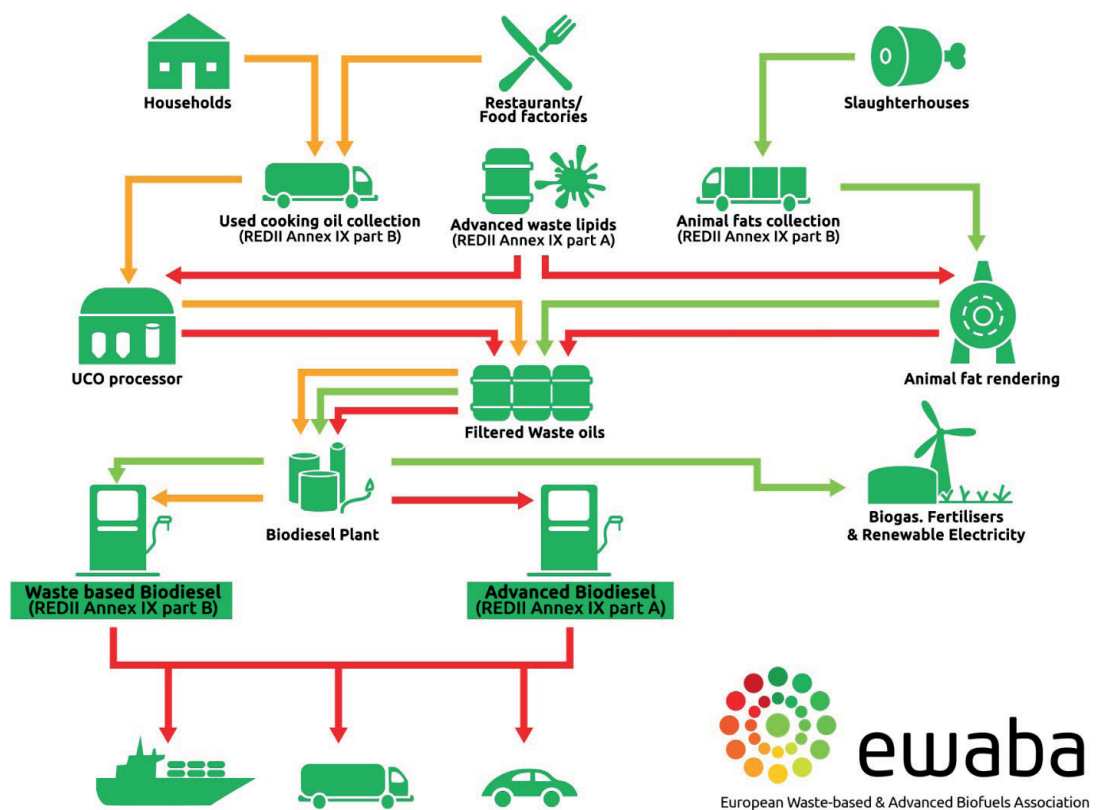 Households
Restaurants/
Food factories
Slaughterhouses
Used cooking oil collection
(REDII Annex IX part B)
Advanced waste lipids
(REDII Annex IX part A)
Animal fats collection
(REDII Annex IX part B)
UCO processor
Filtered Waste oils
Animal fat rendering
Biodiesel Plant
Biogas. Fertilisers
& Renewable Electricity
Waste based Biodiesel
(REDII Annex IX part B)
Advanced Biodiesel
(REDII Annex IX part A)
ewaba
European Waste-based & Advanced Biofuels Association